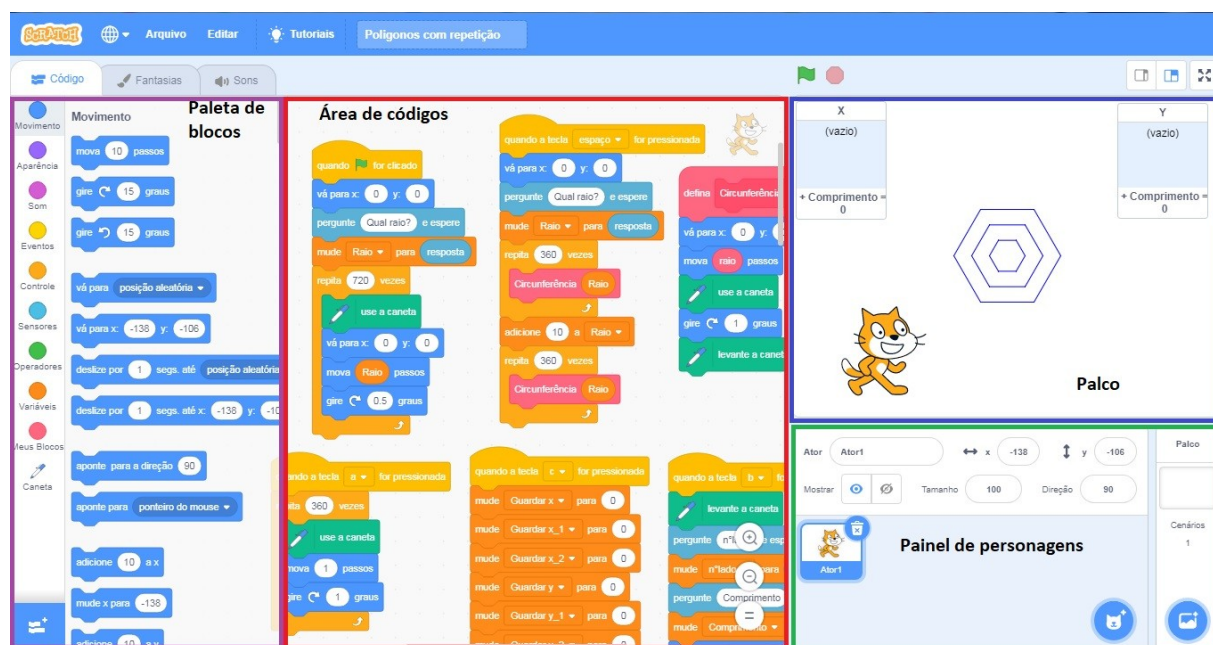 SCRATCH Arquivo Editar Tutoriais Poligonos com repetição
Código Fantasias Sons
Paleta de blocos
Movimento
Aparência
Som
Eventos
Controle
Sensores
Operadores
Variáveis
Meus Blocos
Caneta
Movimento
mova 10 passos
gire 15 graus
gire 15 graus
vá para posição aleatória
vá para x: -138 y: -106
deslize por 1 segs. até posição aleatória
deslize por 1 segs. até x: -138 y:
aponte para a direção 90
aponte para ponteiro do mouse
adicione 10 a x
mude x para -138
adicione 10 a y
Área de códigos
quando for clicado
vá para x: 0 y: 0
pergunte Qual raio? e espere
mude Raio para resposta
repita 720 vezes
use a caneta
vá para x: 0 y: 0
mova Raio passos
gire 0.5 graus
quando a tecla espaço for pressionada
vá para x: 0 y: 0
pergunte Qual raio? e espere
mude Raio para resposta
repita 360 vezes
Circunferência Raio
adicione 10 a Raio
repita 360 vezes
Circunferência Raio
defina Circunferência
vá para x: 0 y:
mova raio passos
use a caneta
gire 1 graus
levante a canet
a for pressionada
360 vezes
use a caneta
mova 1 passos
gire 1 graus
quando a tecla c for pressionada
mude Guardar x para 0
mude Guardar x_1 para 0
mude Guardar x_2 para 0
mude Guardar y para 0
mude Guardar y_1 para 0
quando a tecla b
levante a caneta
pergunte
mude n°lado para
pergunte Comprimento
mude
X
(vazio)
+ Comprimento = 0
Y
(vazio)
+ Comprimento = 0
Palco
Ator Ator1 x -138 y -106
Mostrar Tamanho 100 Direção 90
Ator1
Painel de personagens
Palco
Cenários
1